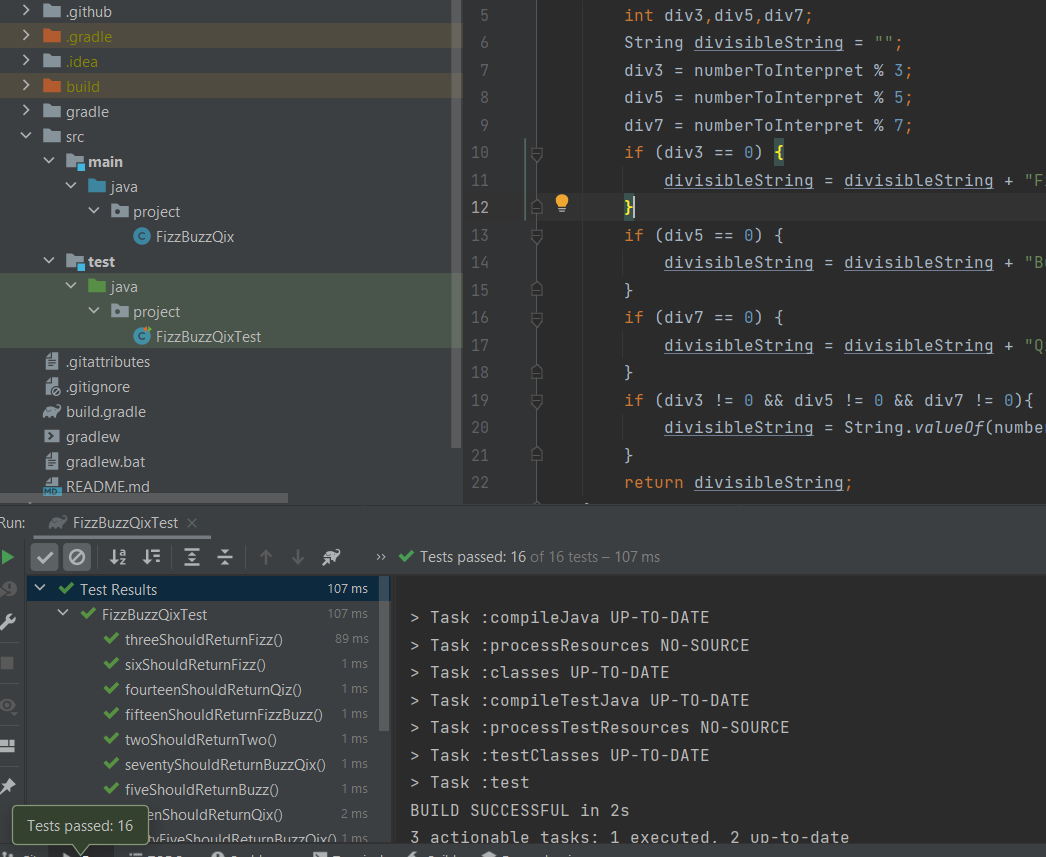 .github
.gradle
.idea
build
gradle
src
main
java
project
FizzBuzzQix
test
java
project
FizzBuzzQixTest
.gitattributes
.gitignore
build.gradle
gradlew
gradlew.bat
README.md
5 int div3,div5,div7;
6 String divisibleString = "";
7 div3 = numberToInterpret % 3;
8 div5 = numberToInterpret % 5;
9 div7 = numberToInterpret % 7;
10 if (div3 == 0) {
11 divisibleString = divisibleString + "F
12 }
13 if (div5 == 0) {
14 divisibleString = divisibleString + "B
15 }
16 if (div7 == 0) {
17 divisibleString = divisibleString + "Q
18 }
19 if (div3 != 0 && div5 != 0 && div7 != 0){
20 divisibleString = String.valueOf(number
21 }
22 return divisibleString;
Run: FizzBuzzQixTest
Tests passed: 16 of 16 tests – 107 ms
Test Results 107 ms
FizzBuzzQixTest 107 ms
threeShouldReturnFizz() 89 ms
sixShouldReturnFizz() 1 ms
fourteenShouldReturnQiz() 1 ms
fifteenShouldReturnFizzBuzz() 1 ms
twoShouldReturnTwo() 1 ms
seventyShouldReturnBuzzQix() 1 ms
fiveShouldReturnBuzz() 1 ms
enShouldReturnQix() 2 ms
tyFiveShouldReturnBuzzQix() 1 ms
Tests passed: 16
> Task :compileJava UP-TO-DATE
> Task :processResources NO-SOURCE
> Task :classes UP-TO-DATE
> Task :compileTestJava UP-TO-DATE
> Task :processTestResources NO-SOURCE
> Task :testClasses UP-TO-DATE
> Task :test
BUILD SUCCESSFUL in 2s
3 actionable tasks: 1 executed, 2 up-to-date